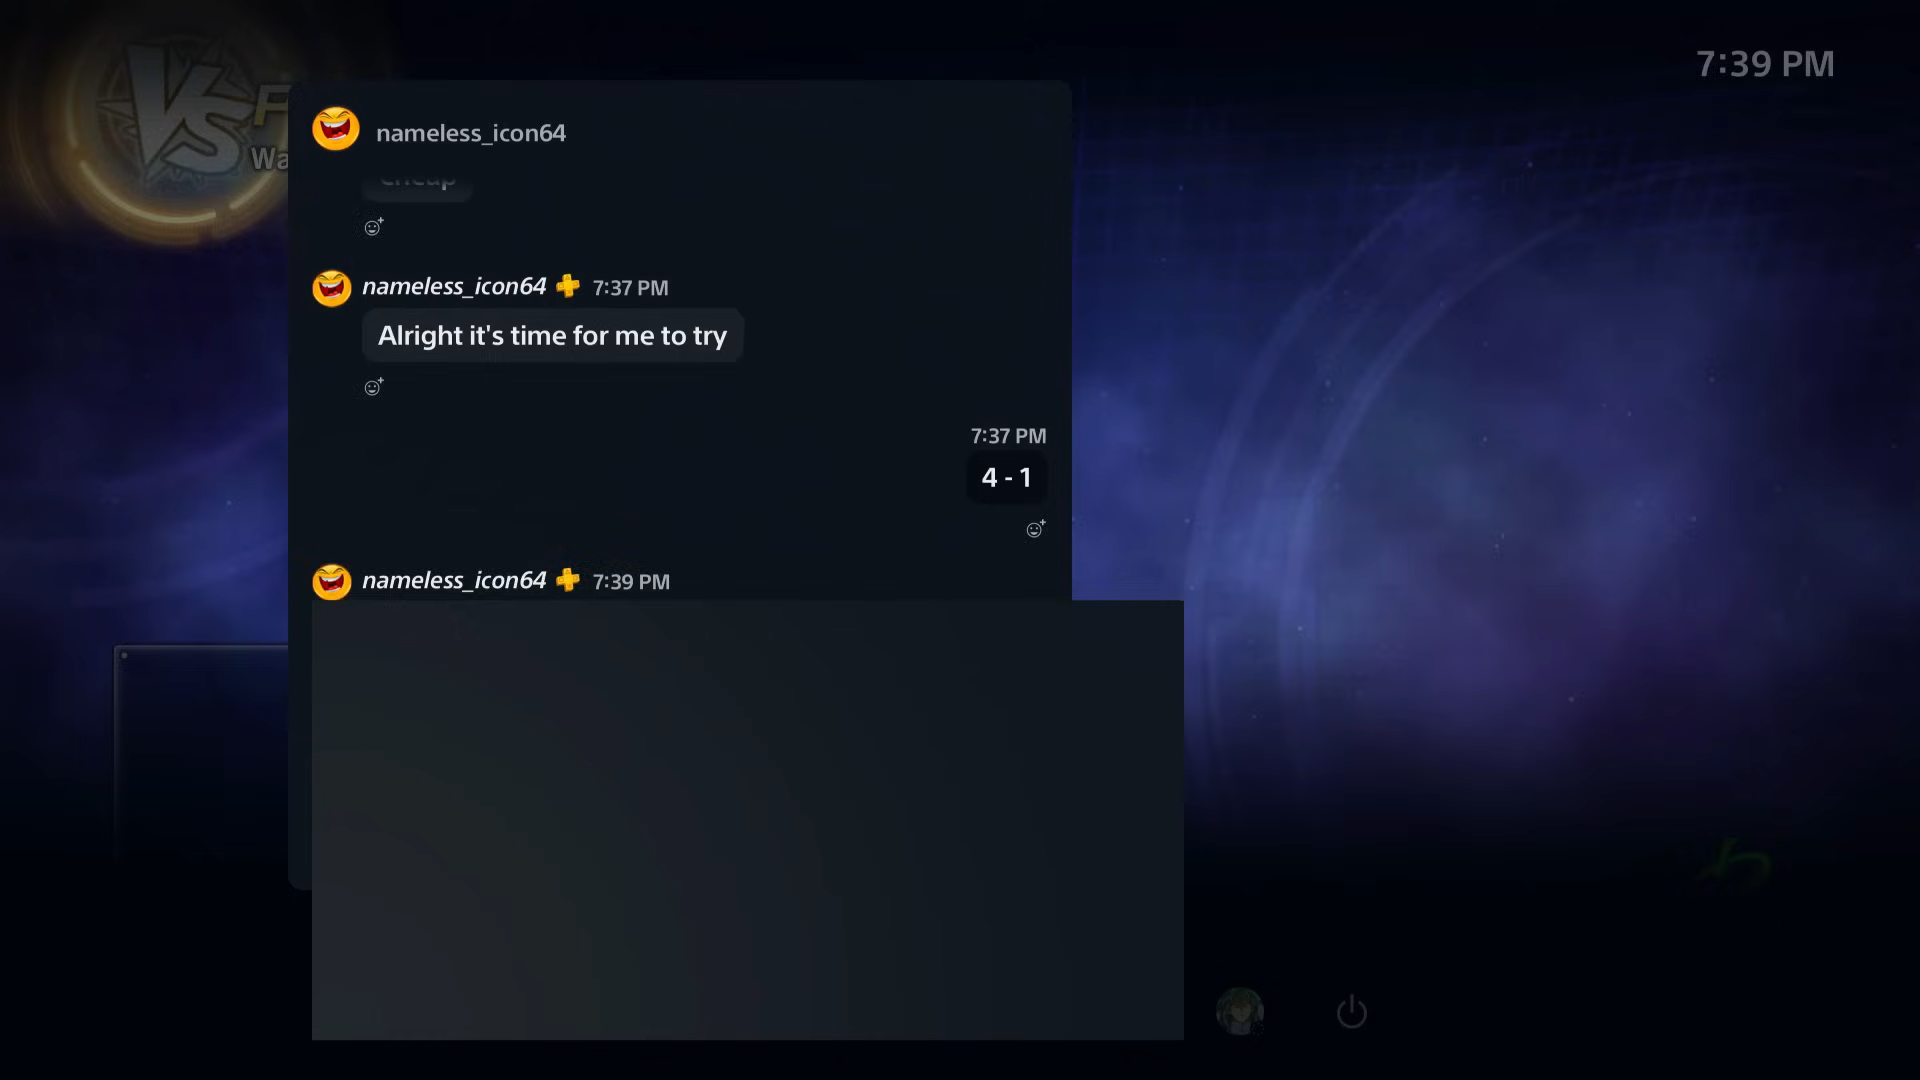 VS
7:39 PM
nameless_icon64
Cheap
nameless_icon64 7:37 PM
Alright it's time for me to try
7:37 PM
4 - 1
nameless_icon64 7:39 PM